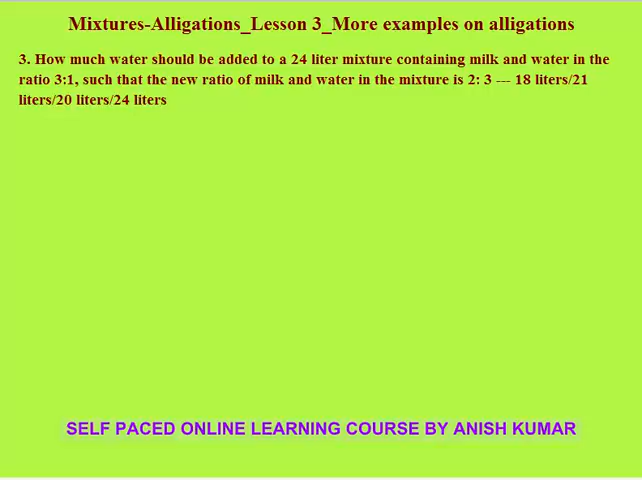 Mixtures-Alligations_Lesson 3_More examples on alligations
3. How much water should be added to a 24 liter mixture containing milk and water in the
ratio 3:1, such that the new ratio of milk and water in the mixture is 2: 3 --- 18 liters/21
liters/20 liters/24 liters
SELF PACED ONLINE LEARNING COURSE BY ANISH KUMAR